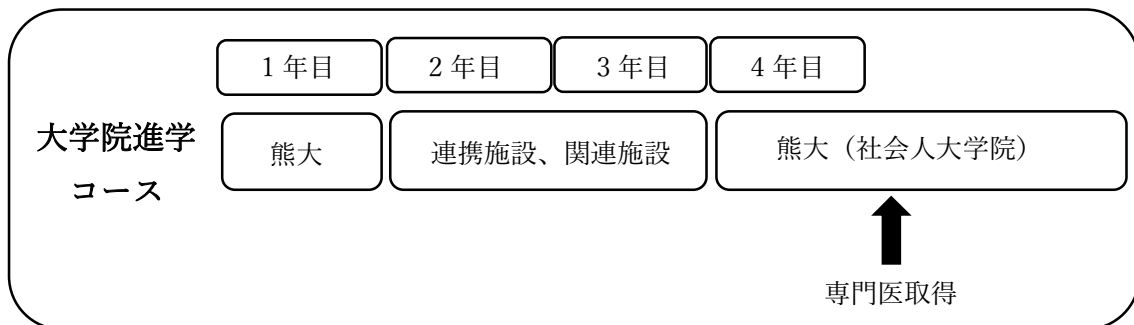 1 年目
2 年目
3 年目
4 年目
大学院進学
コース
熊大
連携施設、関連施設
熊大（社会人大学院）
専門医取得